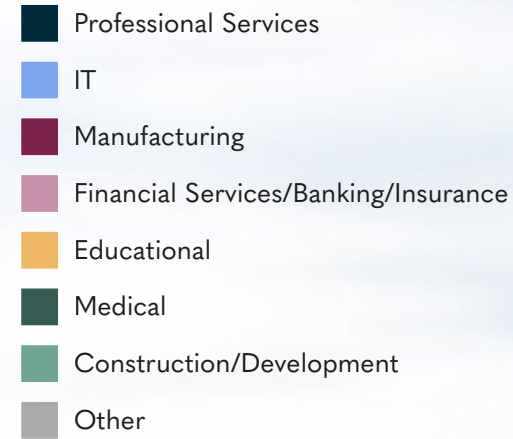 Professional Services
IT
Manufacturing
Financial Services/Banking/Insurance
Educational
Medical
Construction/Development
Other